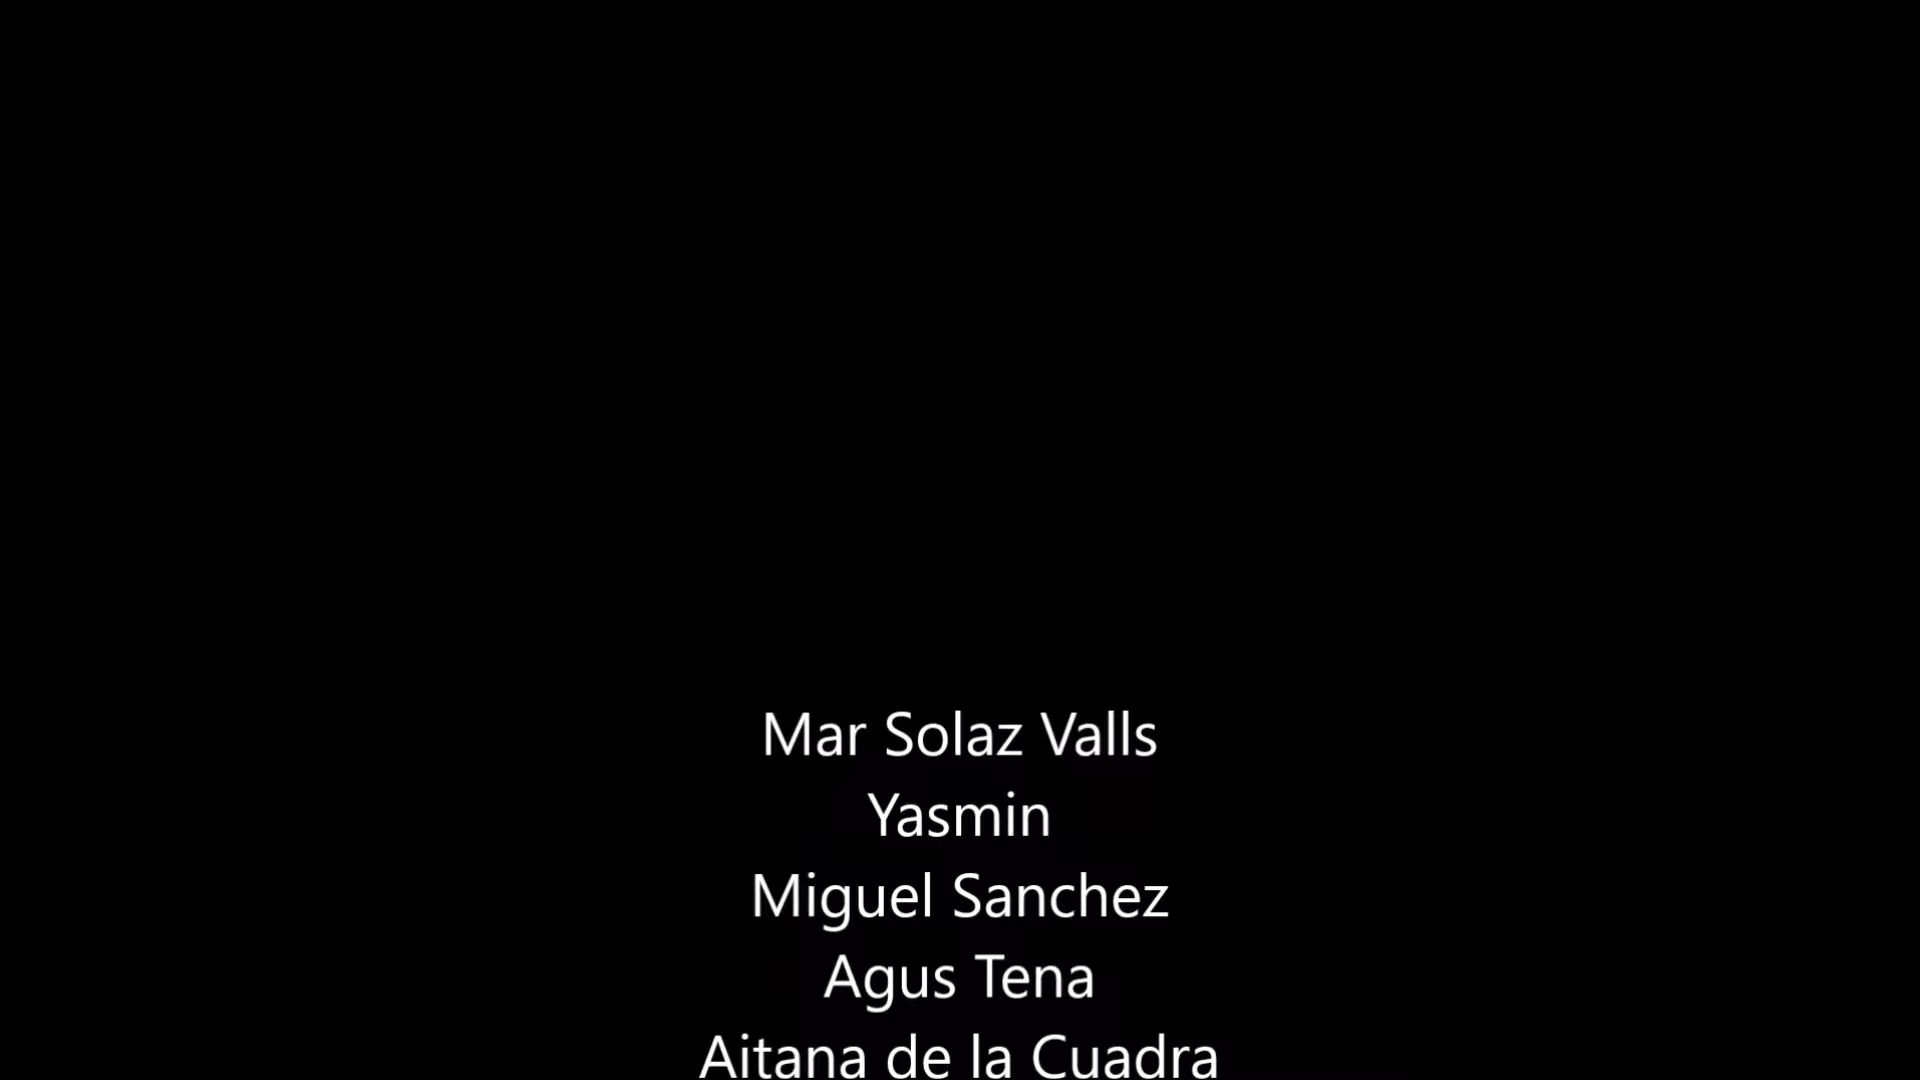 Mar Solaz Valls
Yasmin
Miguel Sanchez
Agus Tena
Aitana de la Cuadra